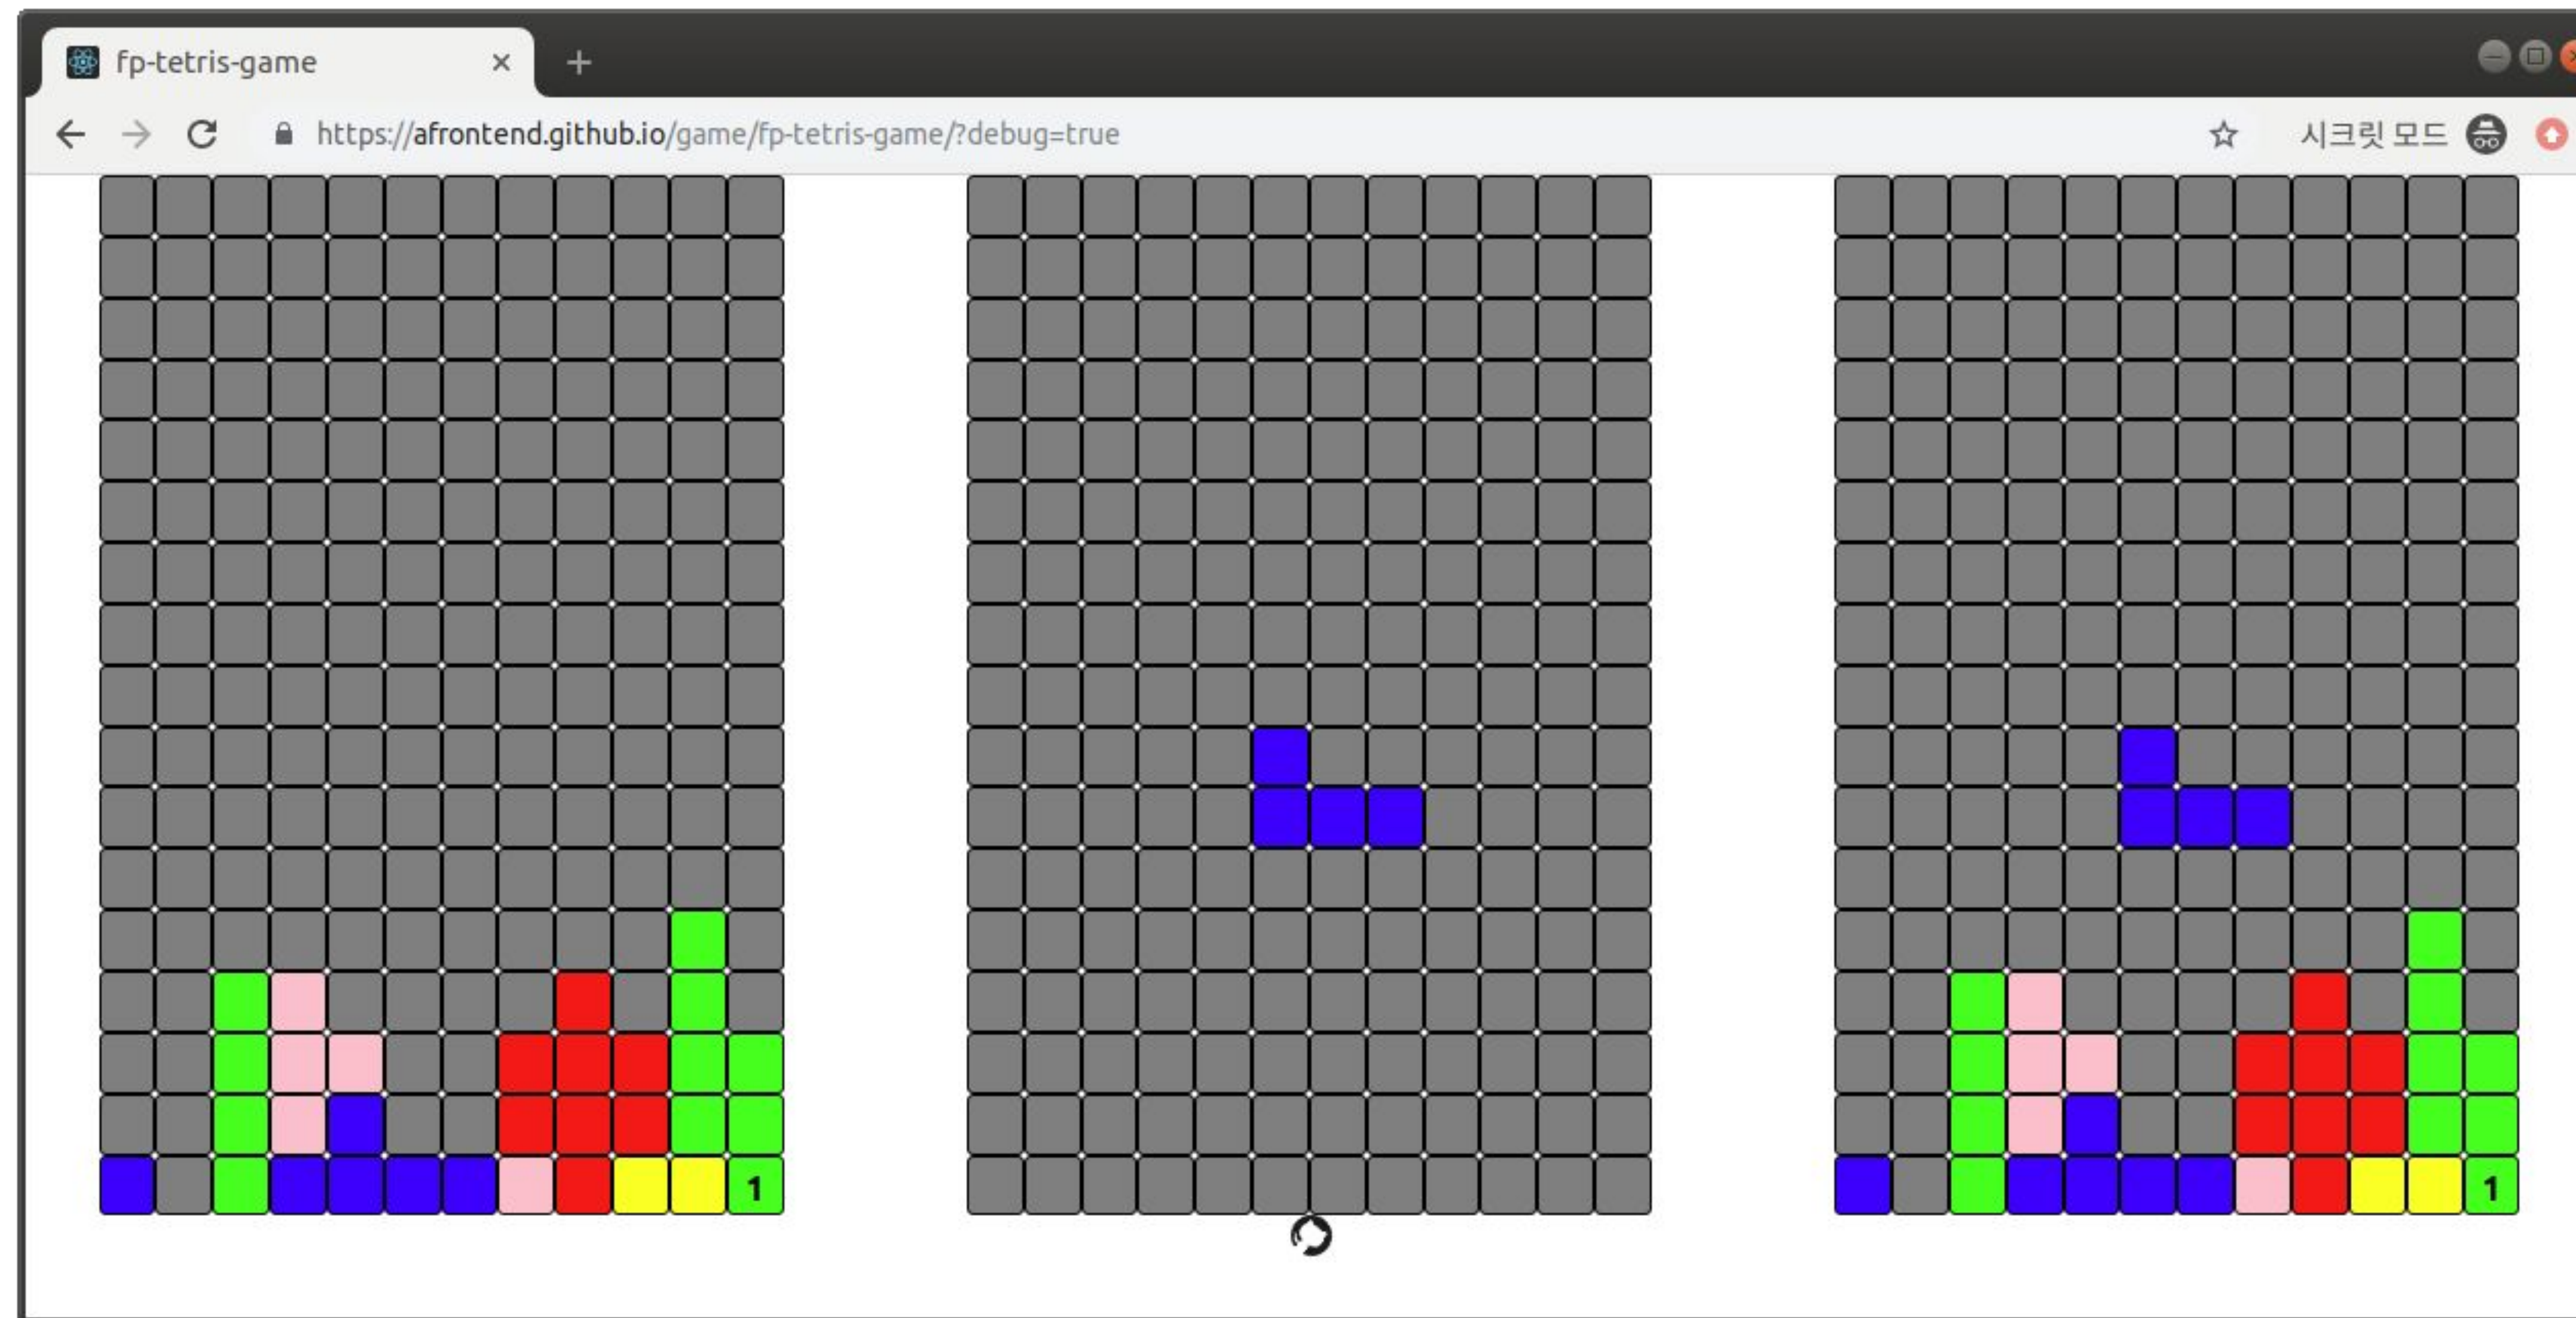 fp-tetris-game
https://afrontend.github.io/game/fp-tetris-game/?debug=true
시크릿 모드
1
1